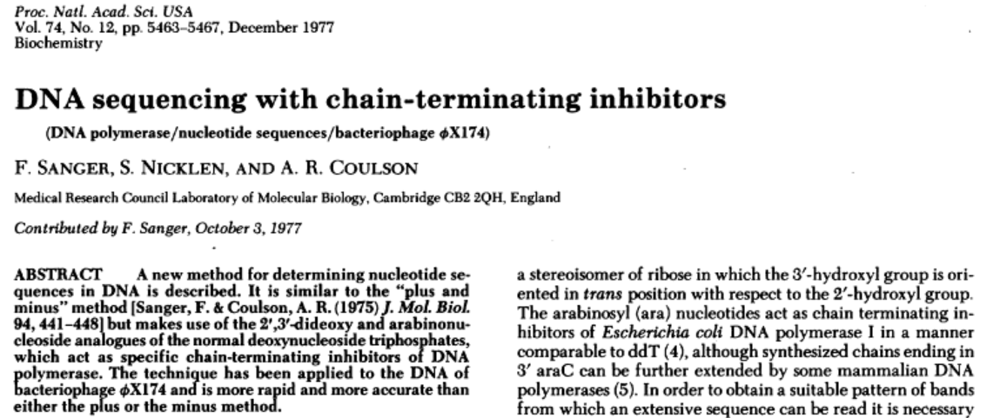 Proc. Natl. Acad. Sci. USA
Vol. 74, No. 12, pp. 5463–5467, December 1977
Biochemistry
DNA sequencing with chain-terminating inhibitors
(DNA polymerase/nucleotide sequences/bacteriophage ϕX174)
F. SANGER, S. NICKLEN, AND A. R. COULSON
Medical Research Council Laboratory of Molecular Biology, Cambridge CB2 2QH, England
Contributed by F. Sanger, October 3, 1977
ABSTRACT A new method for determining nucleotide se-
quences in DNA is described. It is similar to the "plus and
minus" method [Sanger, F. & Coulson, A. R. (1975) J. Mol. Biol.
94, 441–448] but makes use of the 2′,3′-dideoxy and arabinonu-
cleoside analogues of the normal deoxynucleoside triphosphates,
which act as specific chain-terminating inhibitors of DNA
polymerase. The technique has been applied to the DNA of
bacteriophage ϕX174 and is more rapid and more accurate than
either the plus or the minus method.
a stereoisomer of ribose in which the 3′-hydroxyl group is ori-
ented in trans position with respect to the 2′-hydroxyl group.
The arabinosyl (ara) nucleotides act as chain terminating in-
hibitors of Escherichia coli DNA polymerase I in a manner
comparable to ddT (4), although synthesized chains ending in
3′ araC can be further extended by some mammalian DNA
polymerases (5). In order to obtain a suitable pattern of bands
from which an extensive sequence can be read it is necessary